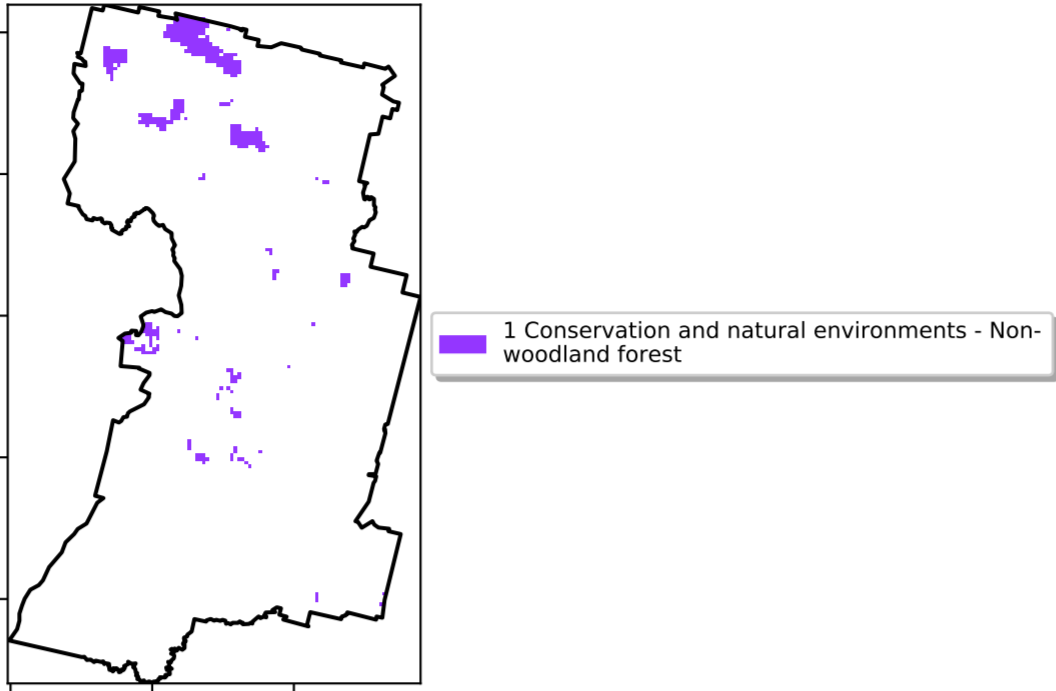 1 Conservation and natural environments - Non-
woodland forest